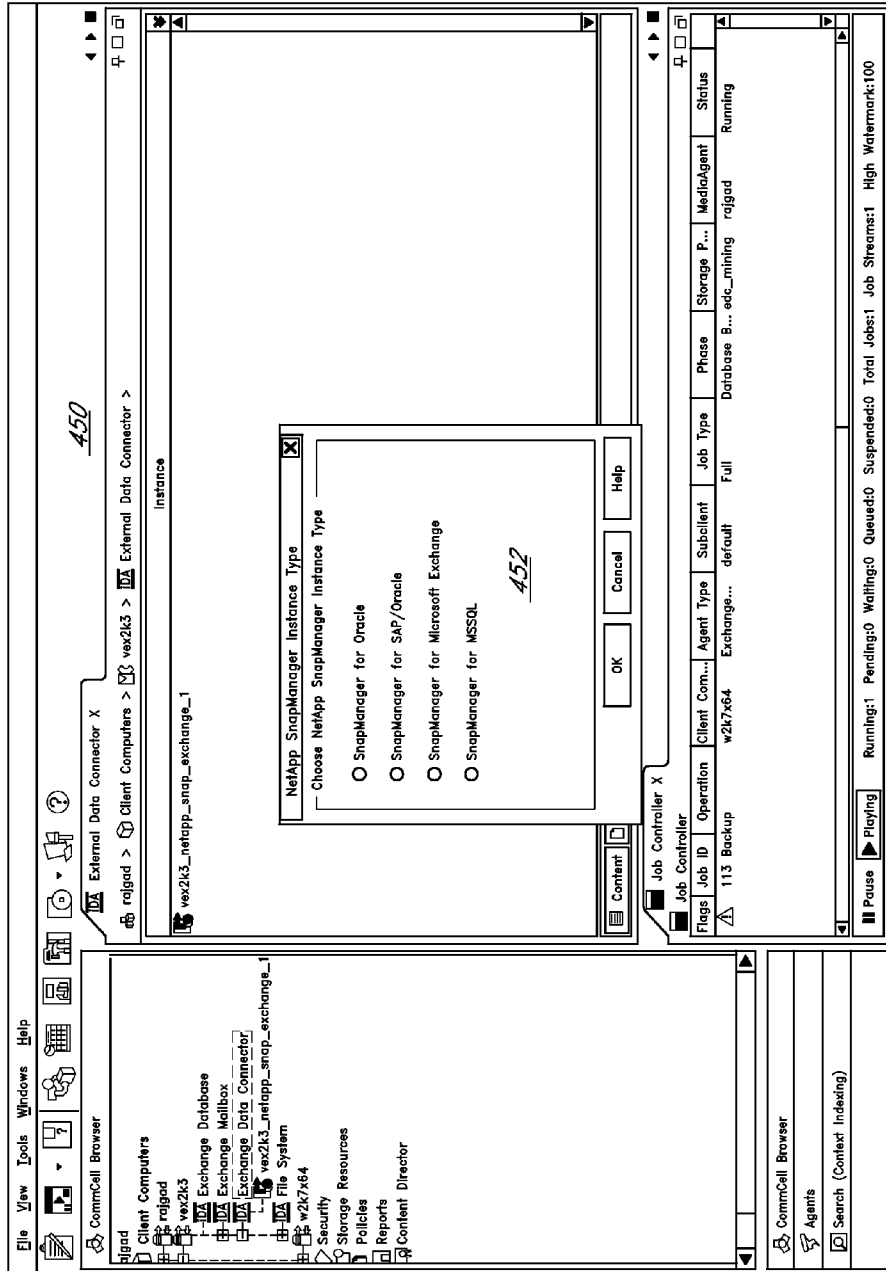 File View Tools Windows Help
CommCell Browser
rajgad
Client Computers
rajgad
vex2k3
IDA Exchange Database
IDA Exchange Mailbox
IDA Exchange Data Connector
vex2k3_netapp_snap_exchange_1
IDA File System
w2k7x64
Security
Storage Resources
Policies
Reports
Content Director
CommCell Browser
Agents
Search (Context Indexing)
450
IDA External Data Connector X
rajgad > Client Computers > vex2k3 > IDA External Data Connector >
Instance
vex2k3_netapp_snap_exchange_1
NetApp SnapManager Instance Type
Choose NetApp SnapManager Instance Type
SnapManager for Oracle
SnapManager for SAP/Oracle
SnapManager for Microsoft Exchange
SnapManager for MSSQL
452
OK Cancel Help
Content
Job Controller X
Job Controller
Flags Job ID Operation Client Com... Agent Type Subclient Job Type Phase Storage P... MediaAgent Status
113 Backup w2k7x64 Exchange... default Full Database B... edc_mining rajgad Running
Pause Playing Running:1 Pending:0 Waiting:0 Queued:0 Suspended:0 Total Jobs:1 Job Streams:1 High Watermark:100